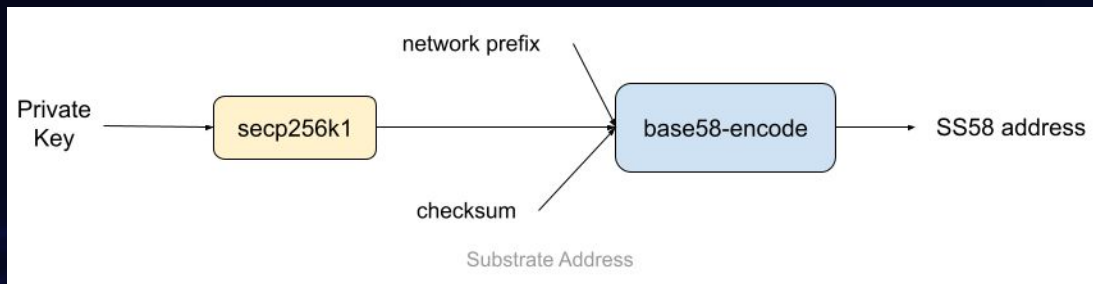 network prefix
Private
Key
secp256k1
base58-encode
SS58 address
checksum
Substrate Address